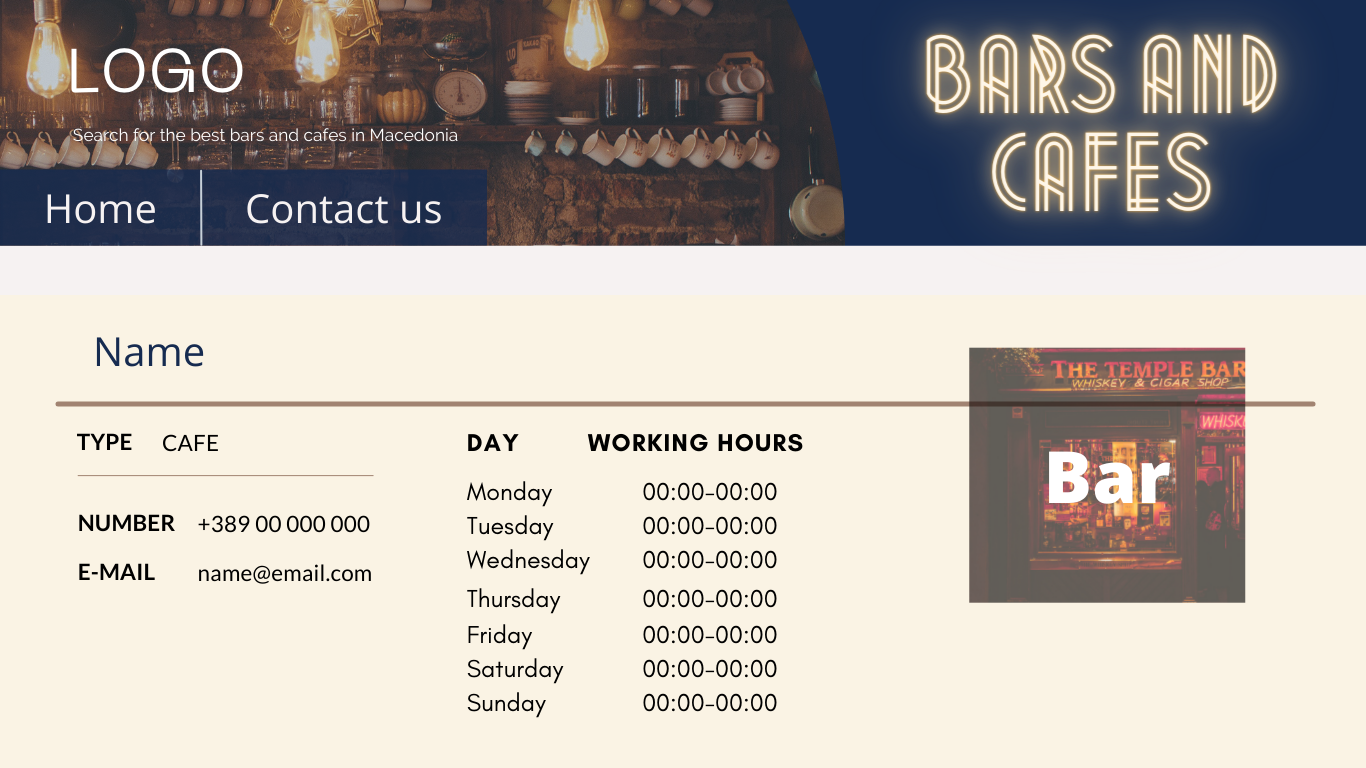 LOGO
Search for the best bars and cafes in Macedonia
Home
Contact us
BARS AND
CAFES
Name
TYPE CAFE
NUMBER +389 00 000 000
E-MAIL name@email.com
DAY WORKING HOURS
Monday 00:00-00:00
Tuesday 00:00-00:00
Wednesday 00:00-00:00
Thursday 00:00-00:00
Friday 00:00-00:00
Saturday 00:00-00:00
Sunday 00:00-00:00
THE TEMPLE BAR
WHISKEY & CIGAR SHOP
WHISK
Bar